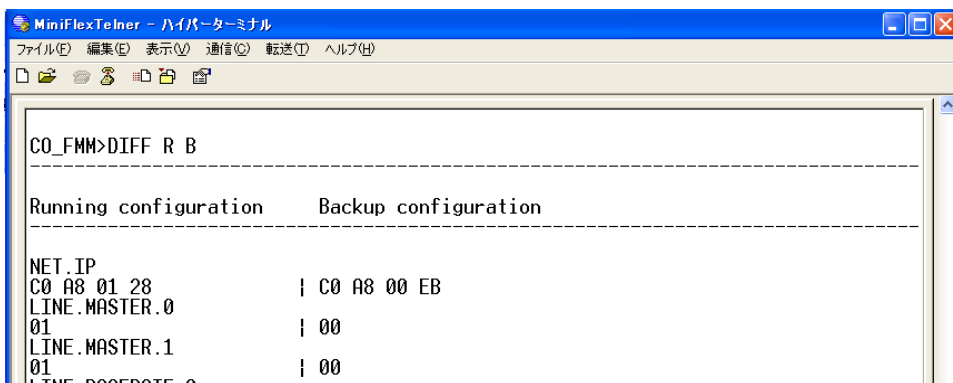 MiniFlexTelner - ハイパーターミナル
ファイル(F) 編集(E) 表示(V) 通信(C) 転送(T) ヘルプ(H)
CO_FMM>DIFF R B
--------------------------------------------------------------------------------
Running configuration Backup configuration
--------------------------------------------------------------------------------
NET.IP
C0 A8 01 28 | C0 A8 00 EB
LINE.MASTER.0
01 | 00
LINE.MASTER.1
01 | 00